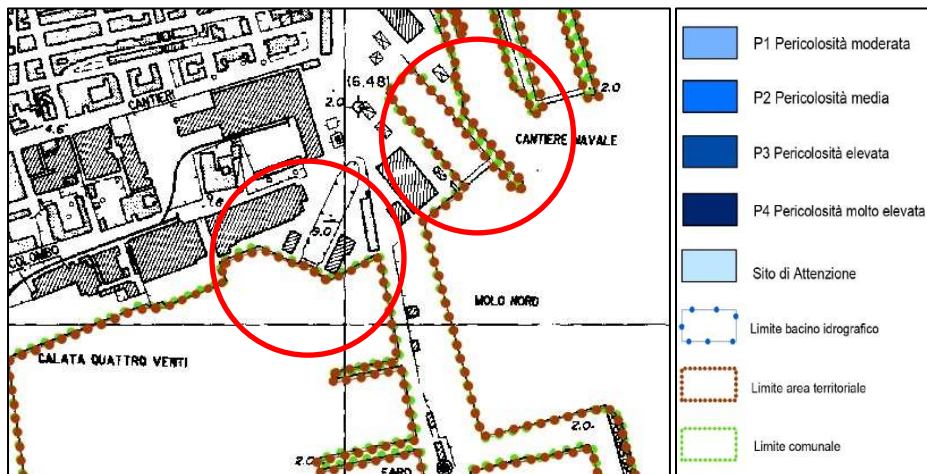 CANTIERI
4.6
(6.48)
2.0
2.0
CANTIERE NAVALE
COLOMBO
MOLO NORD
CALATA QUATTRO VENTI
2.0
2.0
FARO
P1 Pericolosità moderata
P2 Pericolosità media
P3 Pericolosità elevata
P4 Pericolosità molto elevata
Sito di Attenzione
Limite bacino idrografico
Limite area territoriale
Limite comunale